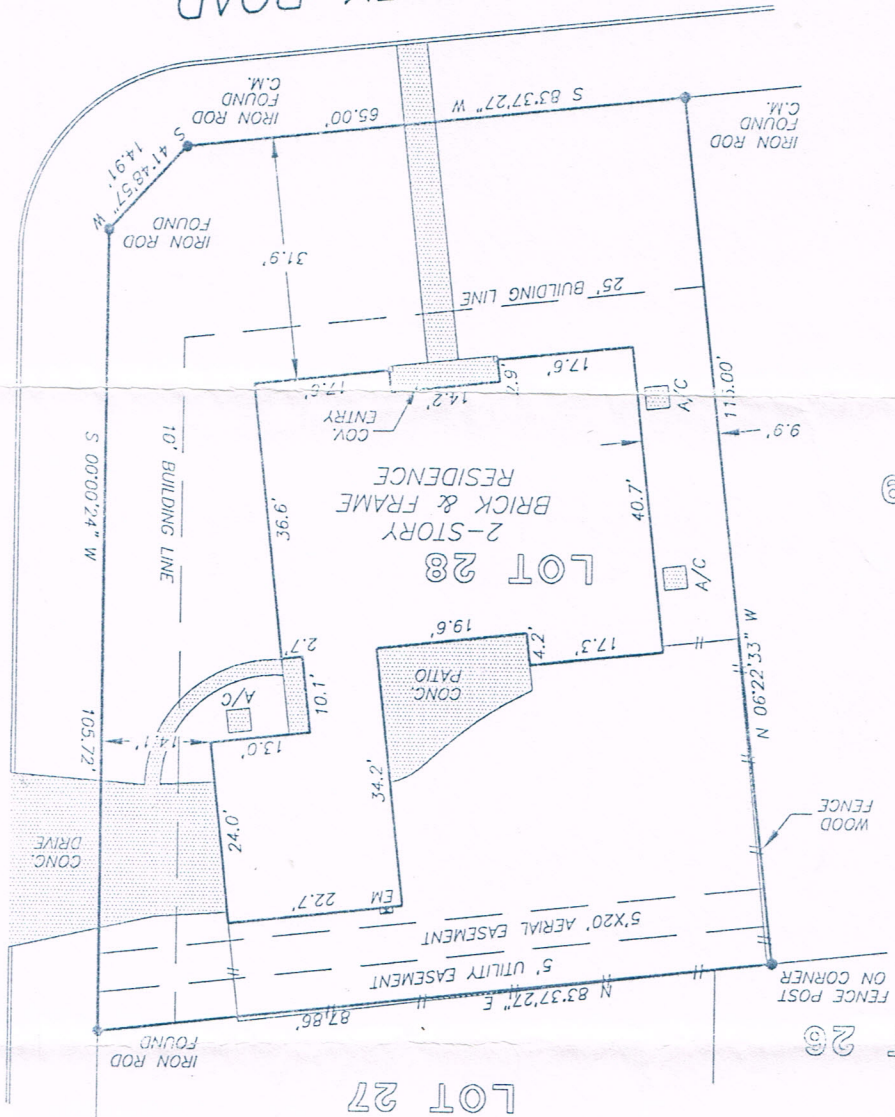 LOT 27
IRON ROD
FOUND
FENCE POST
ON CORNER
26
N 83°37'27" E
87.86'
5' UTILITY EASEMENT
5'X20' AERIAL EASEMENT
WOOD
FENCE
EM
22.7'
24.0'
CONC.
DRIVE
34.2'
13.0'
14.1'
105.72'
A/C
10.1'
2.7'
CONC.
PATIO
N 06°22'33" W
17.3'
4.2'
19.6'
A/C
LOT 28
2-STORY
BRICK & FRAME
RESIDENCE
40.7'
36.6'
10' BUILDING LINE
S 00°00'24" W
9.9'
A/C
COV.
ENTRY
14.2'
17.6'
17.6'
25' BUILDING LINE
31.9'
IRON ROD
FOUND
S 41°48'57" W
14.91'
IRON ROD
FOUND
C.M.
S 83°37'27" W
65.00'
IRON ROD
FOUND
C.M.
ROAD